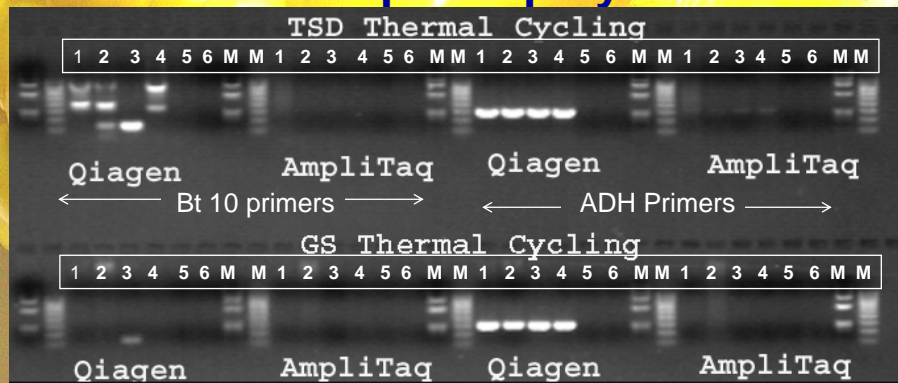 TSD Thermal Cycling
1 2 3 4 5 6 M M 1 2 3 4 5 6 M M 1 2 3 4 5 6 M M 1 2 3 4 5 6 M M
Qiagen AmpliTaq Qiagen AmpliTaq
Bt 10 primers ADH Primers
GS Thermal Cycling
1 2 3 4 5 6 M M 1 2 3 4 5 6 M M 1 2 3 4 5 6 M M 1 2 3 4 5 6 M M
Qiagen AmpliTaq Qiagen AmpliTaq